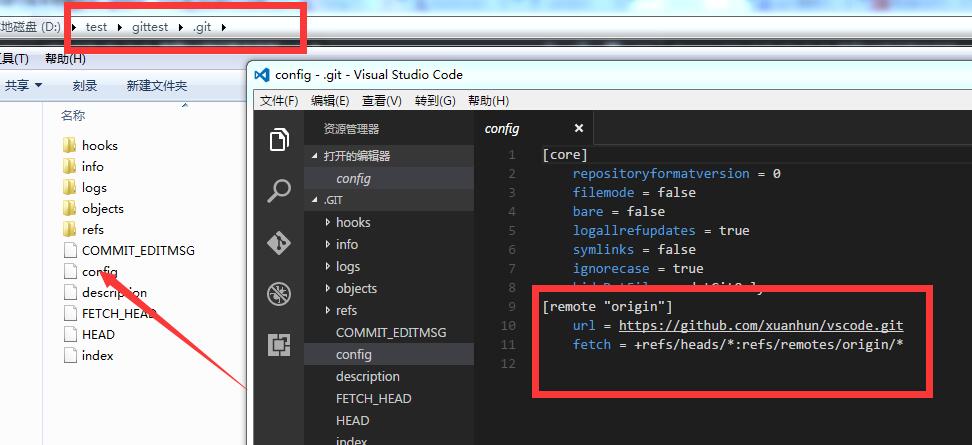 地磁盘 (D:) ▸ test ▸ gittest ▸ .git ▸
具(T) 帮助(H)
共享 刻录 新建文件夹
名称
hooks
info
logs
objects
refs
COMMIT_EDITMSG
config
description
FETCH_HEAD
HEAD
index
config - .git - Visual Studio Code
文件(F) 编辑(E) 查看(V) 转到(G) 帮助(H)
资源管理器
打开的编辑器
config
.GIT
hooks
info
logs
objects
refs
COMMIT_EDITMSG
config
description
FETCH_HEAD
HEAD
index
config ×
1 [core]
2 repositoryformatversion = 0
3 filemode = false
4 bare = false
5 logallrefupdates = true
6 symlinks = false
7 ignorecase = true
8
9 [remote "origin"]
10 url = https://github.com/xuanhun/vscode.git
11 fetch = +refs/heads/*:refs/remotes/origin/*
12